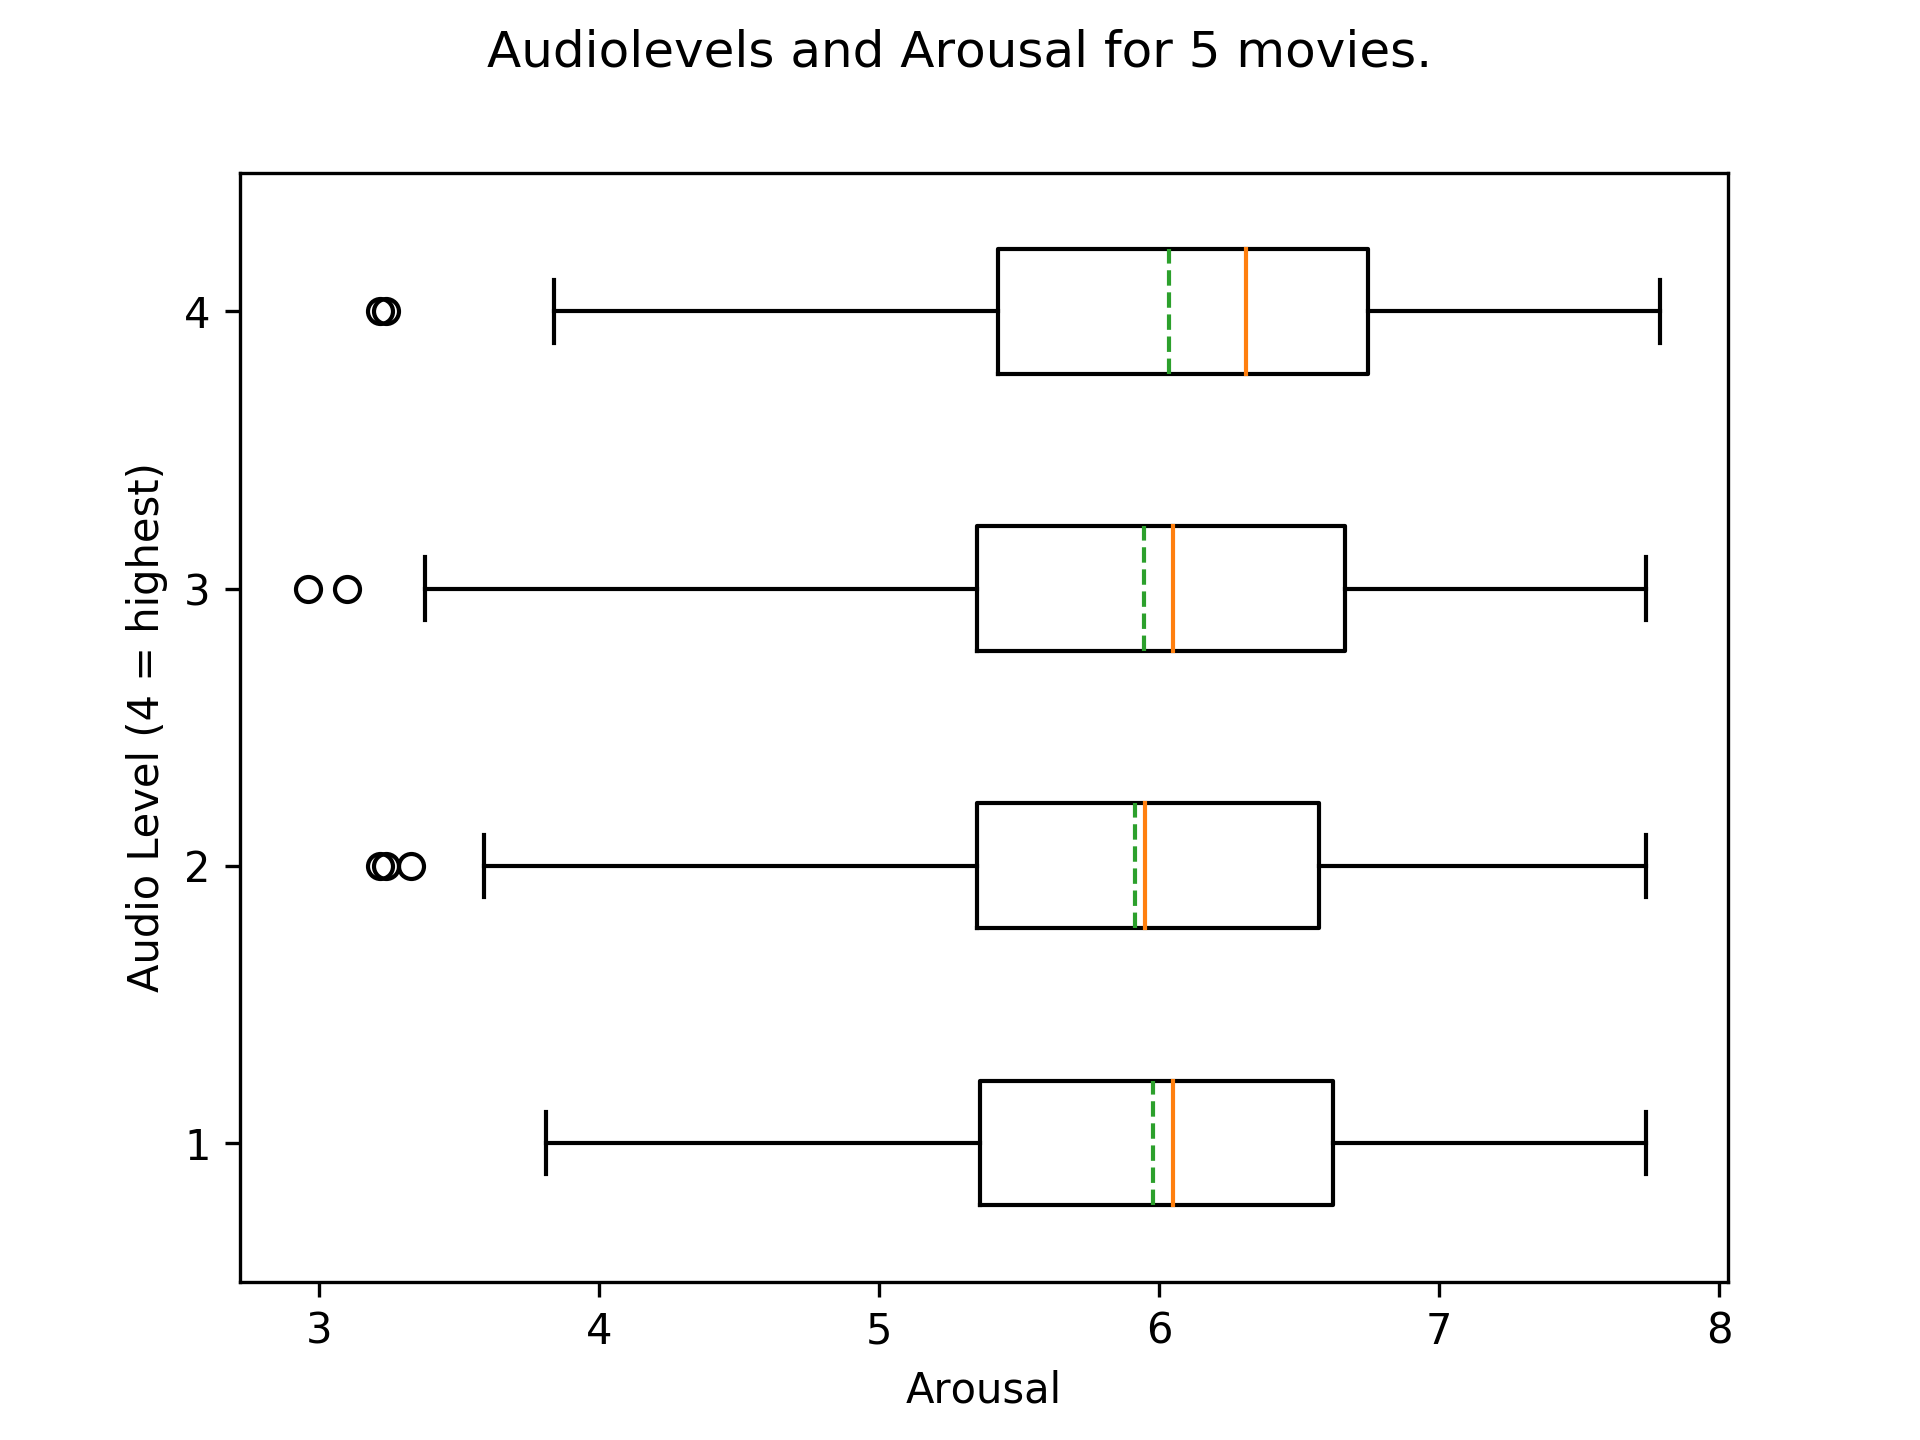 Audiolevels and Arousal for 5 movies.
Audio Level (4 = highest)
4
3
2
1
3 4 5 6 7 8
Arousal